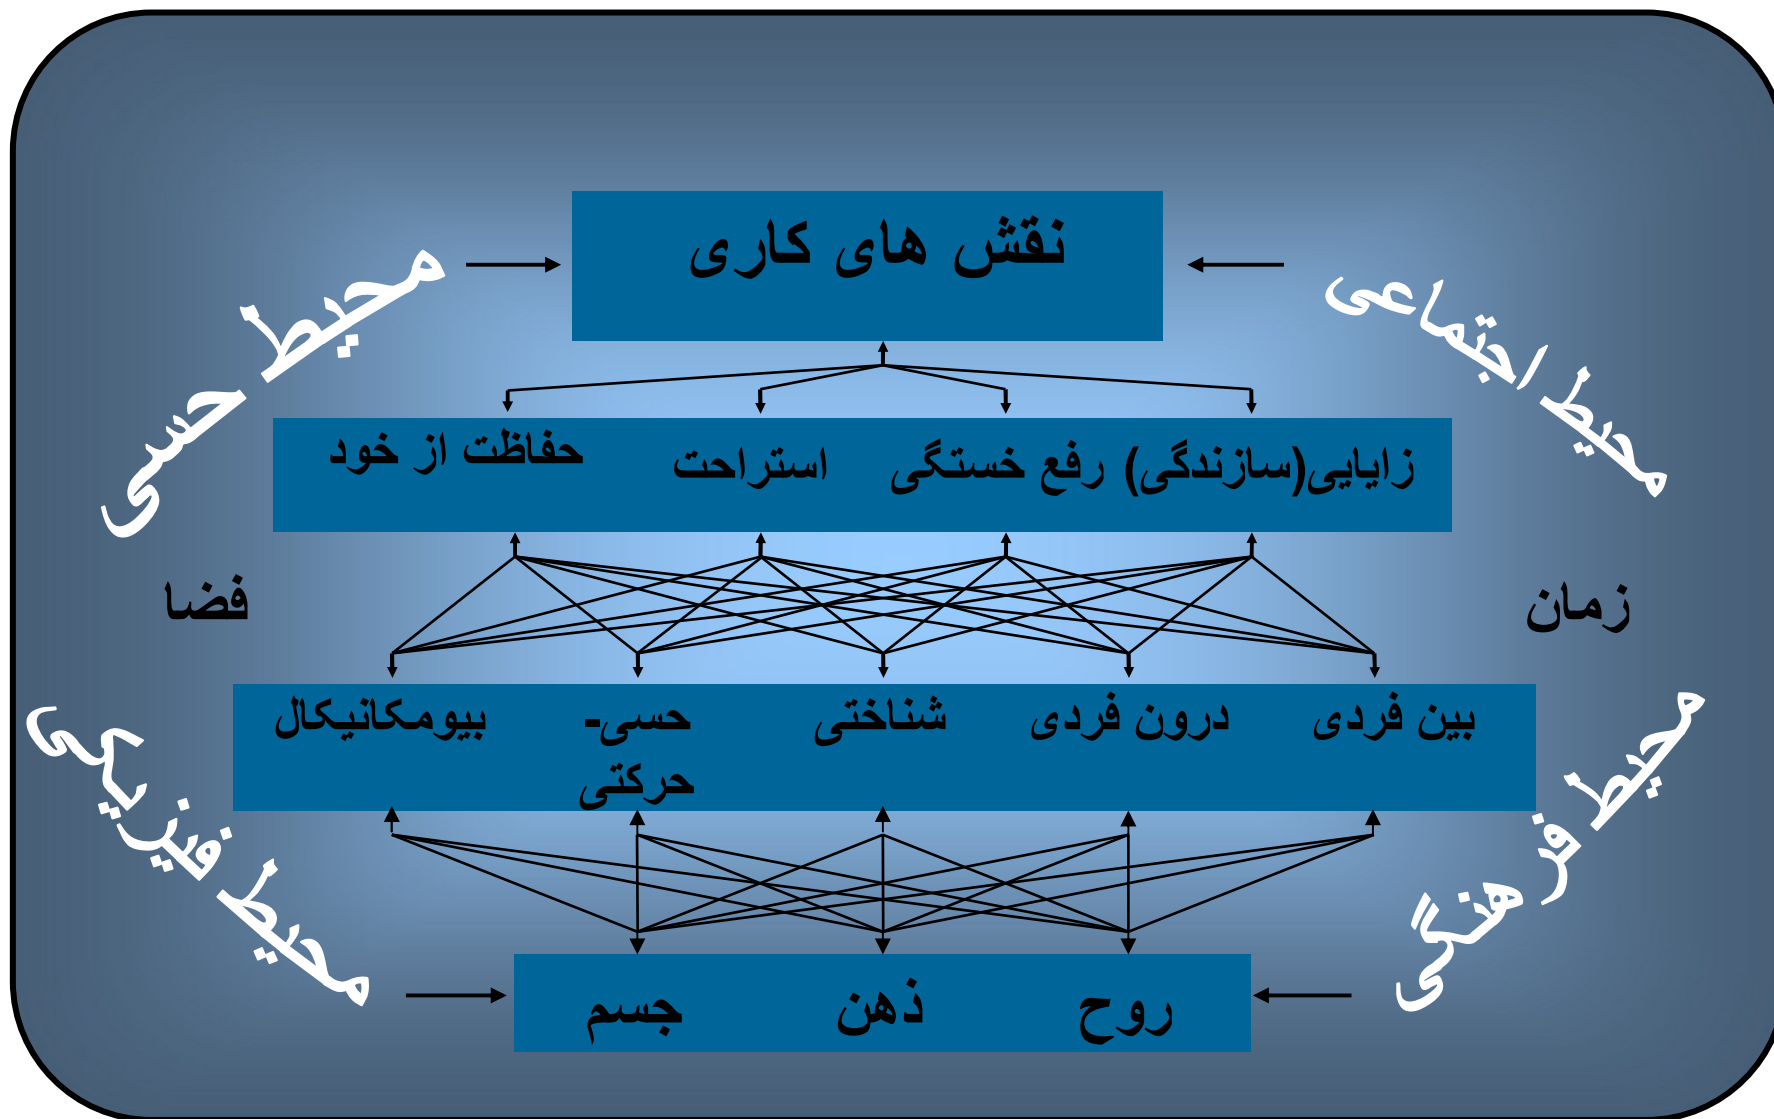 نقش های کاری
محیط اجتماعی
محیط حسی
زایایی(سازندگی) رفع خستگی استراحت حفاظت از خود
زمان
فضا
بین فردی درون فردی شناختی حسی- بیومکانیکال
حرکتی
محیط فرهنگی
محیط فیزیکی
روح ذهن جسم